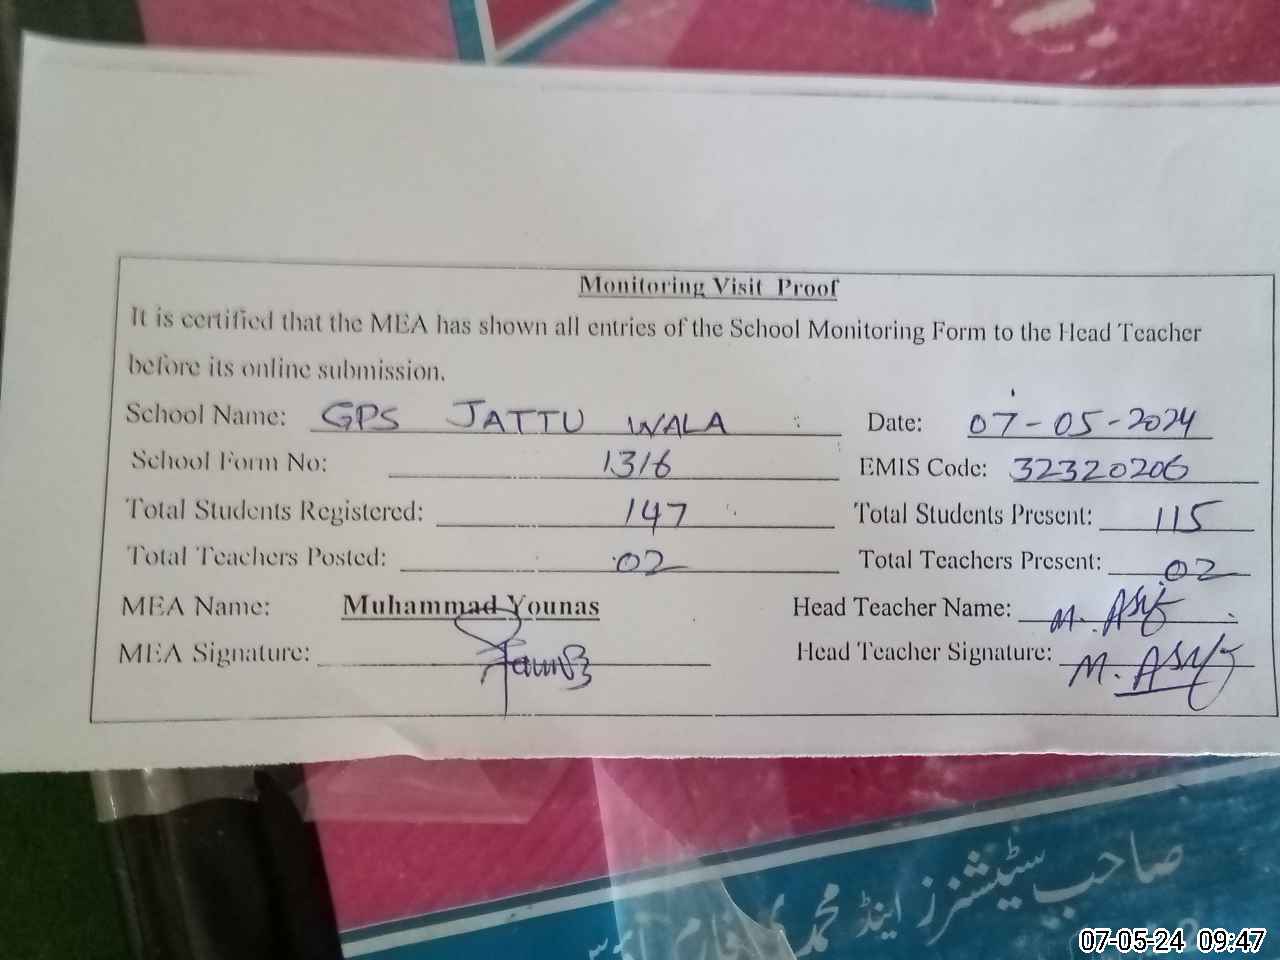 Monitoring Visit Proof
It is certified that the MEA has shown all entries of the School Monitoring Form to the Head Teacher
before its online submission.
School Name: GPS JATTU WALA Date: 07-05-2024
School Form No: 1316 EMIS Code: 32320206
Total Students Registered: 147 Total Students Present: 115
Total Teachers Posted: 02 Total Teachers Present: 02
MEA Name: Muhammad Younas Head Teacher Name: M. Asif
MEA Signature: Head Teacher Signature: M. Asif
صاحب سٹیشنرز اینڈ محمد
07-05-24 09:47